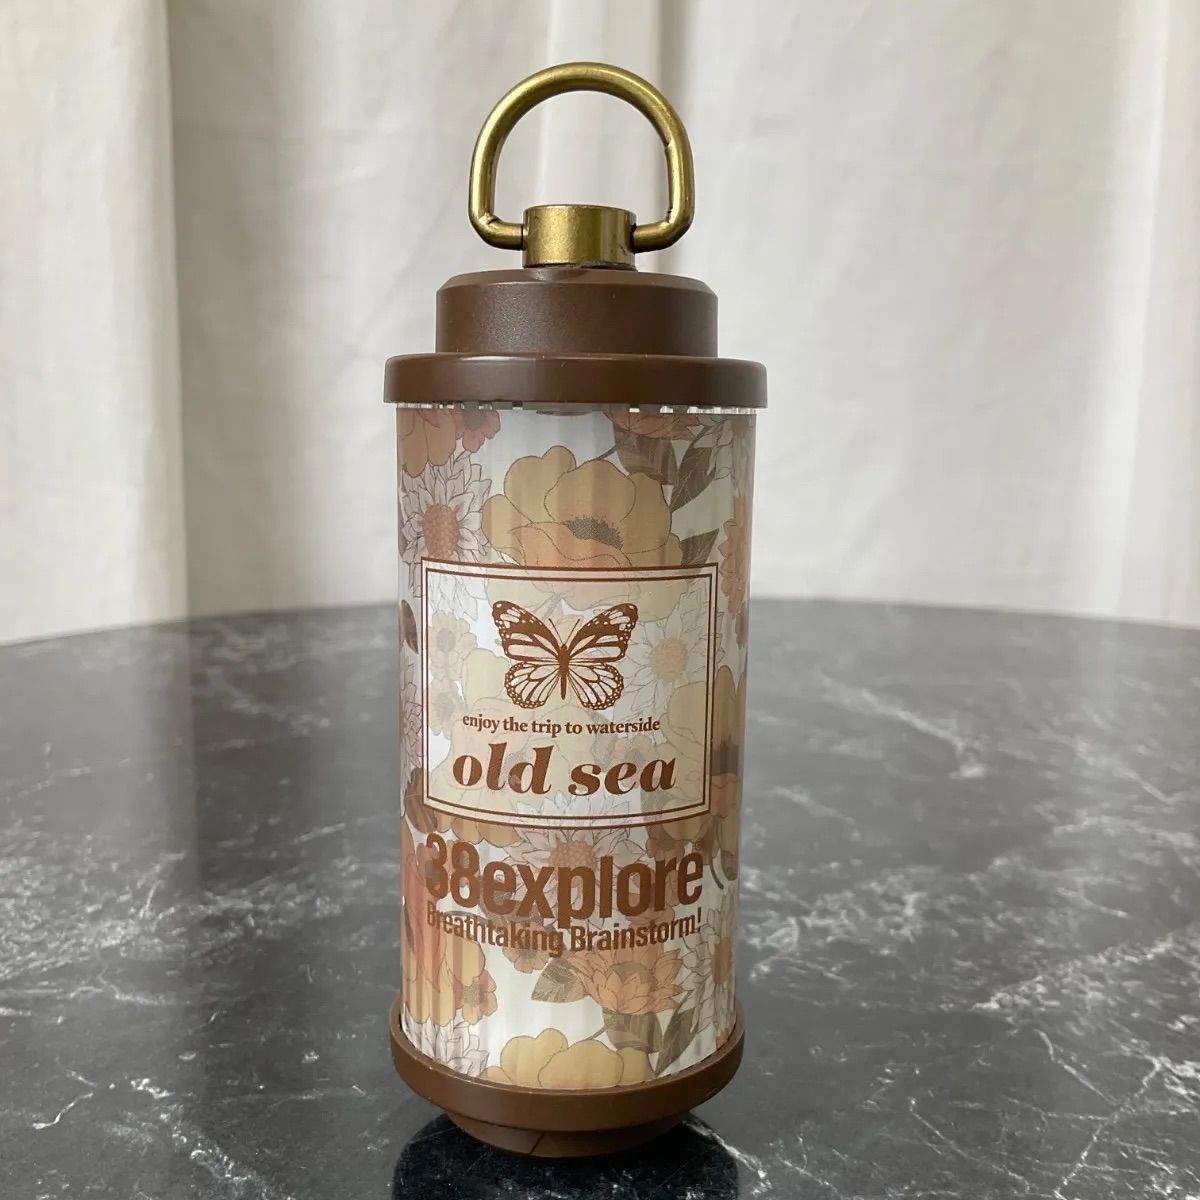 enjoy the trip to waterside
old sea
38explore
Breathtaking Brainstorm!